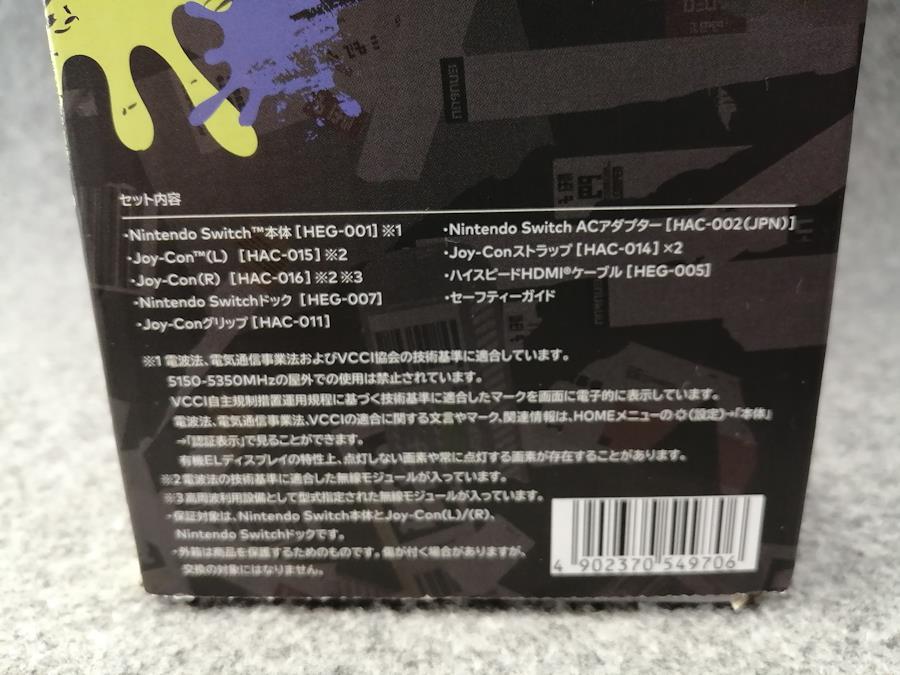 セット内容
・Nintendo Switch™本体[HEG-001]※1
・Joy-Con™(L) [HAC-015]※2
・Joy-Con(R) [HAC-016]※2※3
・Nintendo Switchドック [HEG-007]
・Joy-Conグリップ[HAC-011]
・Nintendo Switch ACアダプター[HAC-002(JPN)]
・Joy-Conストラップ[HAC-014]×2
・ハイスピードHDMI®ケーブル[HEG-005]
・セーフティーガイド
※1 電波法、電気通信事業法およびVCCI協会の技術基準に適合しています。
5150-5350MHzの屋外での使用は禁止されています。
VCCI自主規制措置運用規程に基づく技術基準に適合したマークを画面に電子的に表示しています。
電波法、電気通信事業法、VCCIの適合に関する文言やマーク、関連情報は、HOMEメニューの(設定)→「本体」
→「認証表示」で見ることができます。
有機ELディスプレイの特性上、点灯しない画素や常に点灯する画素が存在することがあります。
※2 電波法の技術基準に適合した無線モジュールが入っています。
※3 高周波利用設備として型式指定された無線モジュールが入っています。
・保証対象は、Nintendo Switch本体とJoy-Con(L)/(R)、
Nintendo Switchドックです。
・外箱は商品を保護するためのものです。傷が付く場合がありますが、
交換の対象にはなりません。
4 902370 549706